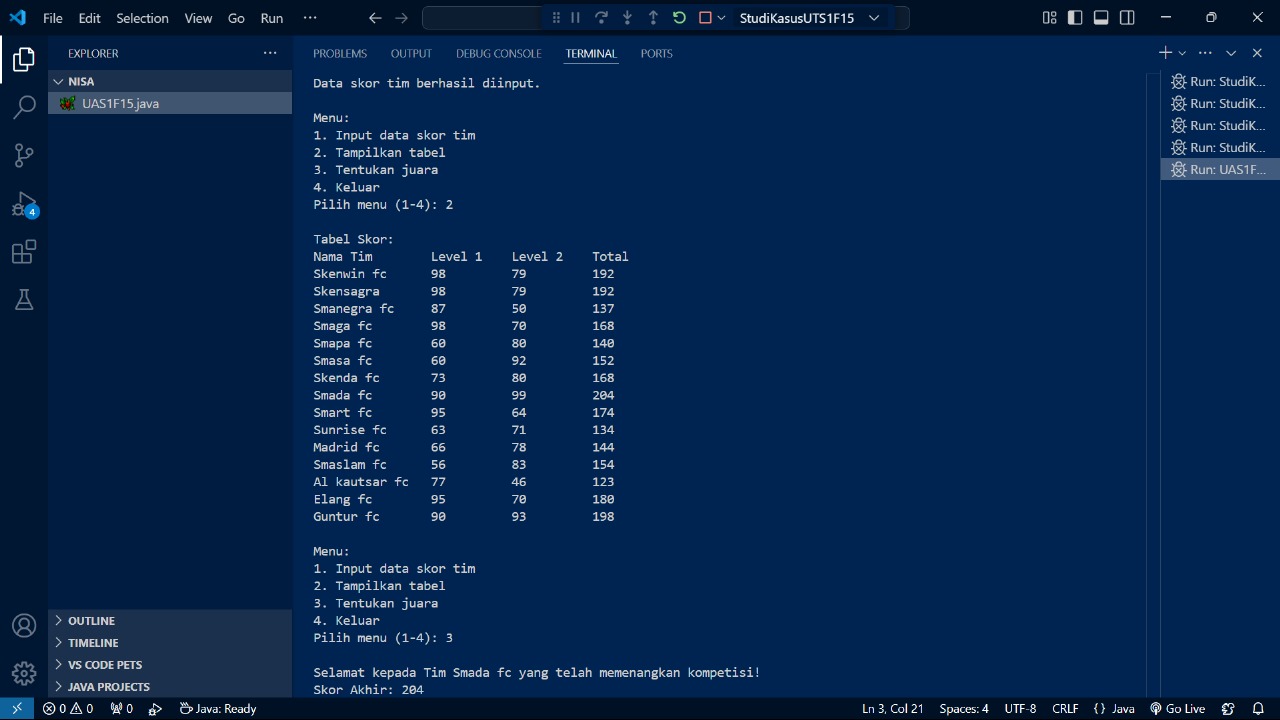 File Edit Selection View Go Run ··· StudiKasusUTS1F15
EXPLORER ···
NISA
UAS1F15.java
OUTLINE
TIMELINE
VS CODE PETS
JAVA PROJECTS
PROBLEMS OUTPUT DEBUG CONSOLE TERMINAL PORTS
Data skor tim berhasil diinput.
Menu:
1. Input data skor tim
2. Tampilkan tabel
3. Tentukan juara
4. Keluar
Pilih menu (1-4): 2
Tabel Skor:
Nama Tim Level 1 Level 2 Total
Skenwin fc 98 79 192
Skensagra 98 79 192
Smanegra fc 87 50 137
Smaga fc 98 70 168
Smapa fc 60 80 140
Smasa fc 60 92 152
Skenda fc 73 80 168
Smada fc 90 99 204
Smart fc 95 64 174
Sunrise fc 63 71 134
Madrid fc 66 78 144
Smaslam fc 56 83 154
Al kautsar fc 77 46 123
Elang fc 95 70 180
Guntur fc 90 93 198
Menu:
1. Input data skor tim
2. Tampilkan tabel
3. Tentukan juara
4. Keluar
Pilih menu (1-4): 3
Selamat kepada Tim Smada fc yang telah memenangkan kompetisi!
Skor Akhir: 204
Run: StudiK...
Run: StudiK...
Run: StudiK...
Run: StudiK...
Run: UAS1F...
4
0 0 0 Java: Ready Ln 3, Col 21 Spaces: 4 UTF-8 CRLF {} Java Go Live